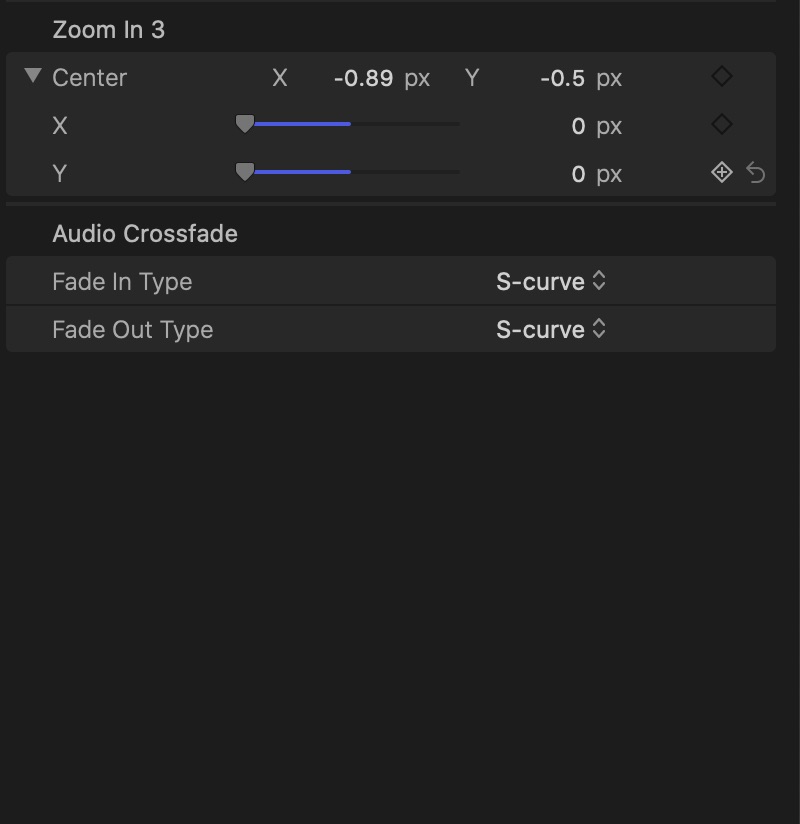 Zoom In 3
Center X -0.89 px Y -0.5 px
X 0 px
Y 0 px
Audio Crossfade
Fade In Type S-curve
Fade Out Type S-curve